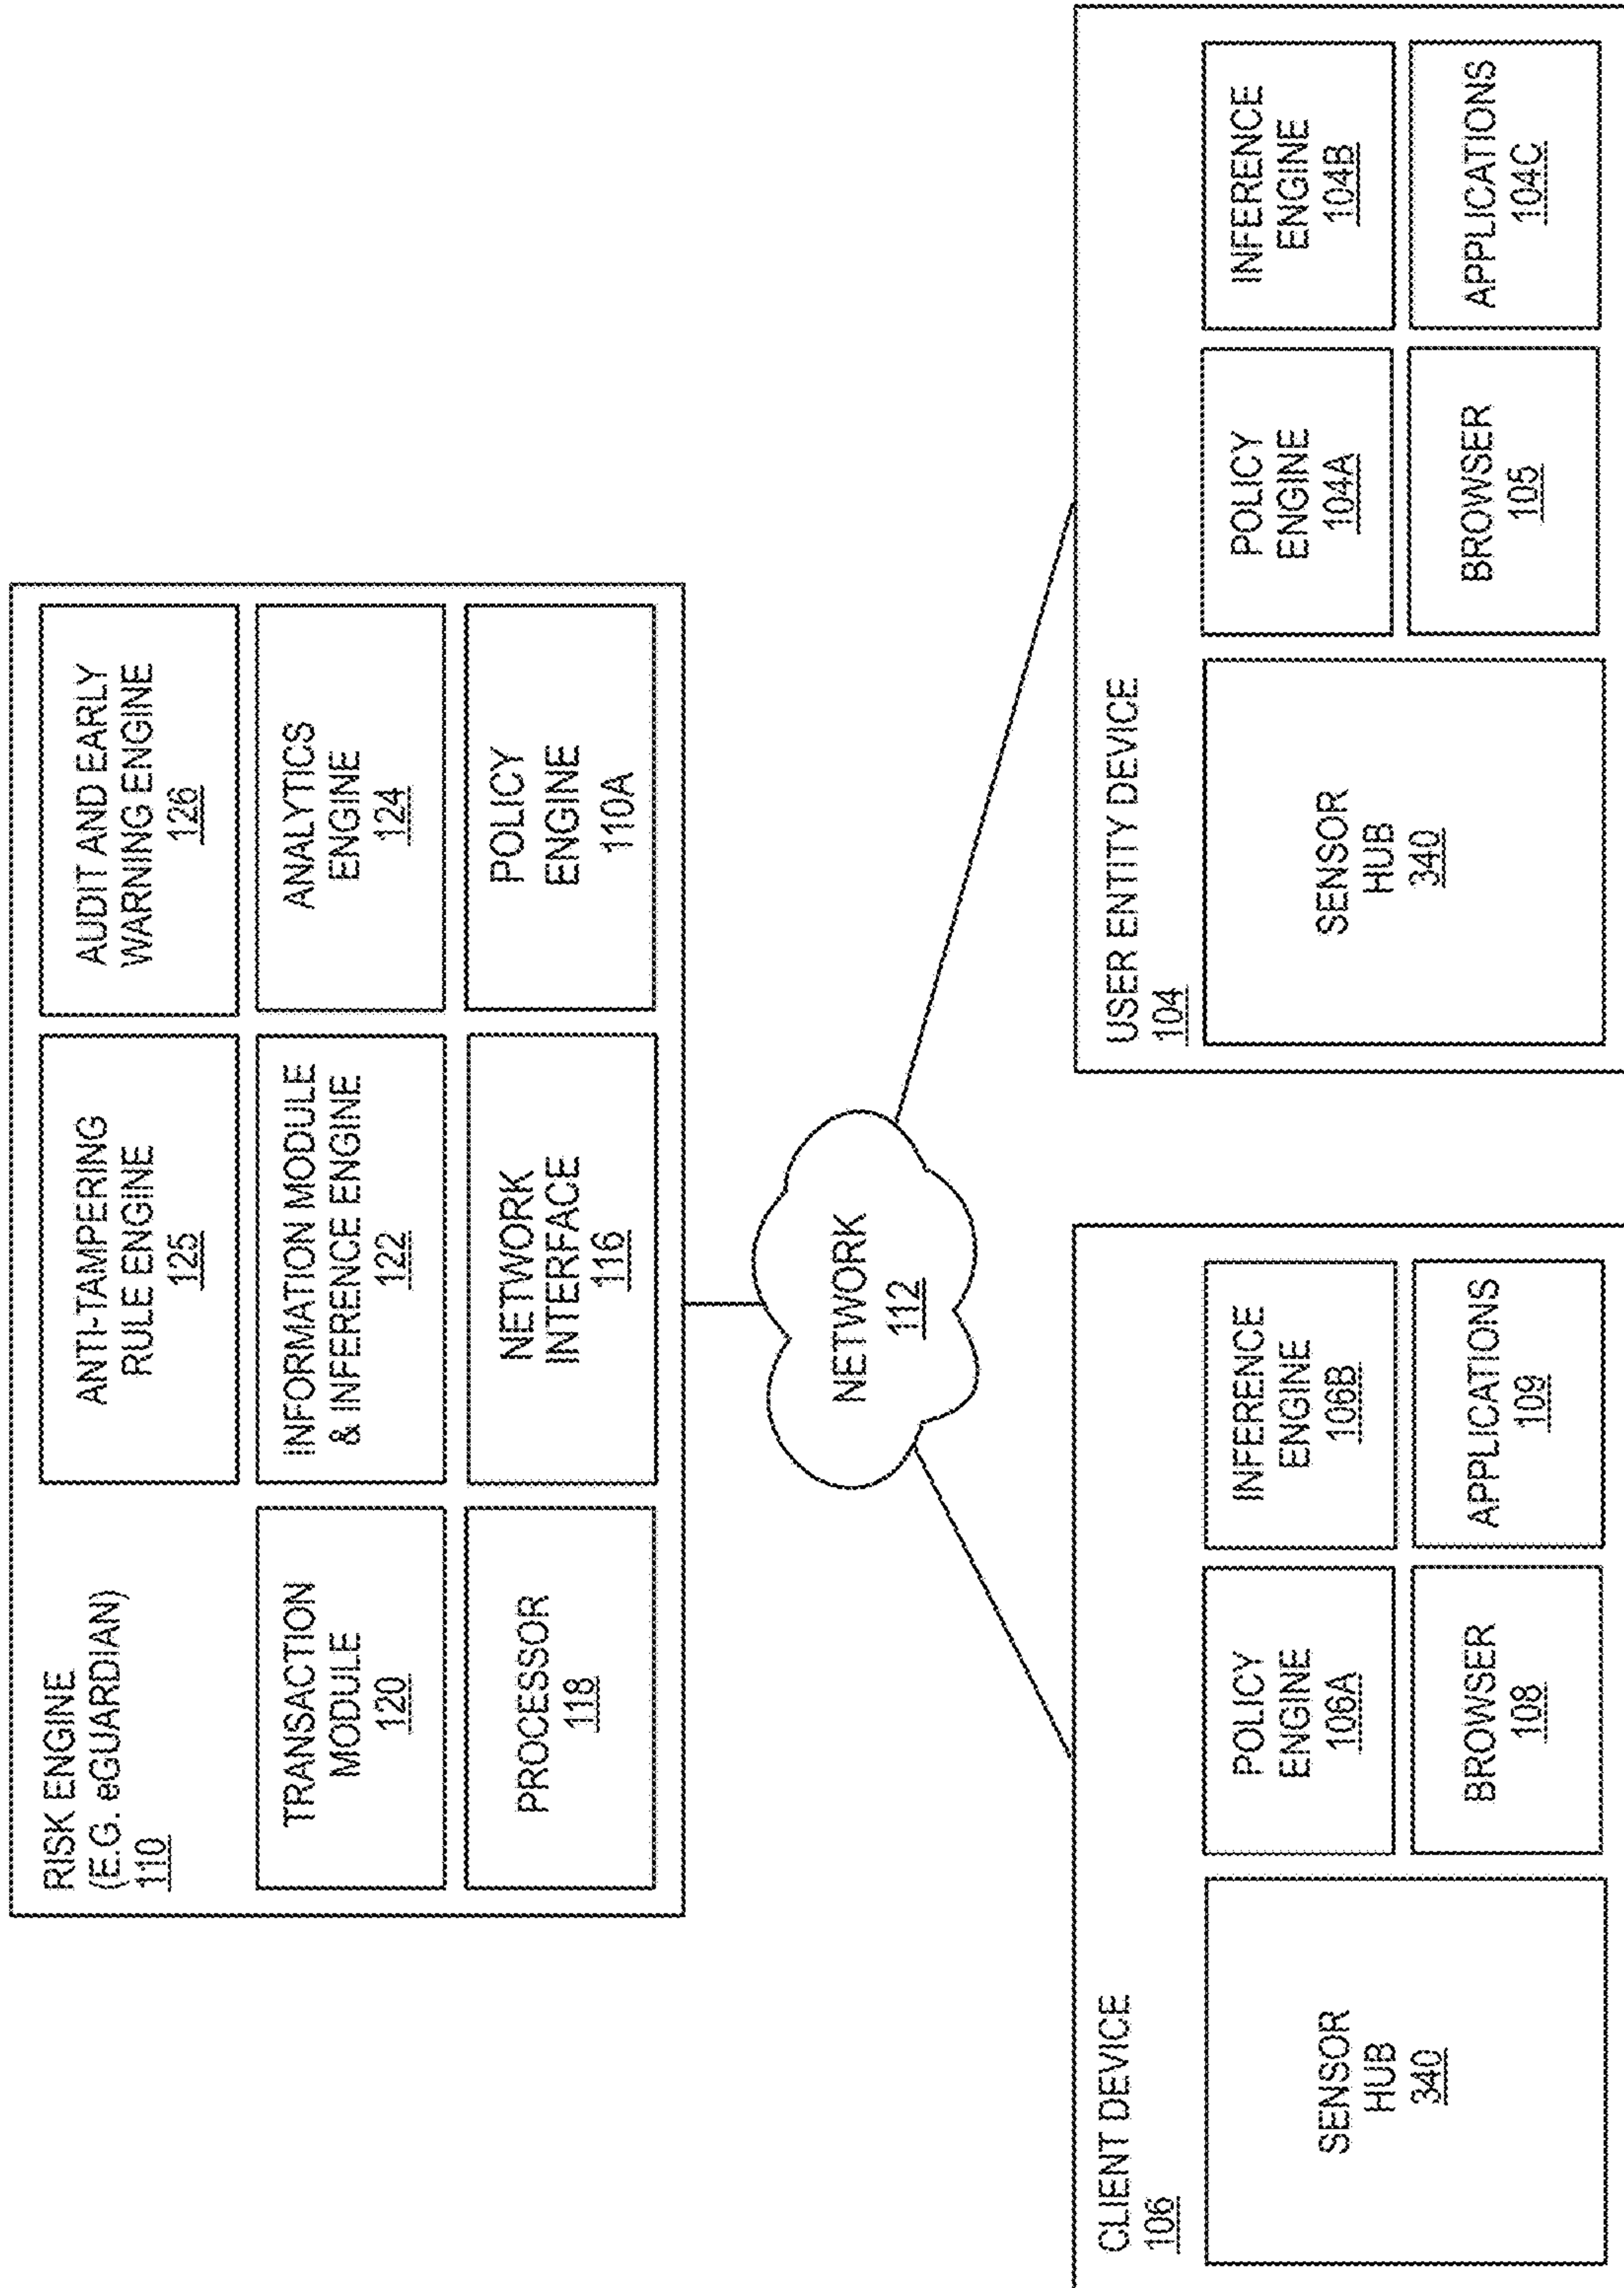 RISK ENGINE
(E.G. eGUARDIAN)
110
ANTI-TAMPERING
RULE ENGINE
125
AUDIT AND EARLY
WARNING ENGINE
126
TRANSACTION
MODULE
120
INFORMATION MODULE
& INFERENCE ENGINE
122
ANALYTICS
ENGINE
124
PROCESSOR
118
NETWORK
INTERFACE
116
POLICY
ENGINE
110A
NETWORK
112
CLIENT DEVICE
106
SENSOR
HUB
340
POLICY
ENGINE
106A
INFERENCE
ENGINE
106B
BROWSER
108
APPLICATIONS
109
USER ENTITY DEVICE
104
SENSOR
HUB
340
POLICY
ENGINE
104A
INFERENCE
ENGINE
104B
BROWSER
105
APPLICATIONS
104C